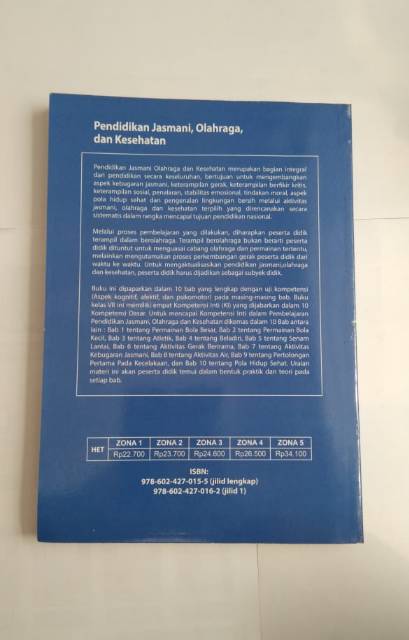 Pendidikan Jasmani, Olahraga,
dan Kesehatan
Pendidikan Jasmani Olahraga dan Kesehatan merupakan bagian integral
dari pendidikan secara keseluruhan, bertujuan untuk mengembangkan
aspek kebugaran jasmani, keterampilan gerak, keterampilan berfikir kritis,
keterampilan sosial, penalaran, stabilitas emosional, tindakan moral, aspek
pola hidup sehat dan pengenalan lingkungan bersih melalui aktivitas
jasmani, olahraga dan kesehatan terpilih yang direncanakan secara
sistematis dalam rangka mencapai tujuan pendidikan nasional.
Melalui proses pembelajaran yang dilakukan, diharapkan peserta didik
terampil dalam berolahraga. Terampil berolahraga bukan berarti peserta
didik dituntut untuk menguasai cabang olahraga dan permainan tertentu,
melainkan mengutamakan proses perkembangan gerak peserta didik dari
waktu ke waktu. Untuk mengaktualisasikan pendidikan jasmani,olahraga
dan kesehatan, peserta didik harus dijadikan sebagai subyek didik.
Buku ini dipaparkan dalam 10 bab yang lengkap dengan uji kompetensi
(Aspek kognitif, afektif, dan psikomotor) pada masing-masing bab. Buku
kelas VII ini memiliki empat Kompetensi Inti (KI) yang dijabarkan dalam 10
Kompetensi Dasar. Untuk mencapai Kompetensi Inti dalam Pembelajaran
Pendidikan Jasmani, Olahraga dan Kesehatan dikemas dalam 10 Bab antara
lain : Bab 1 tentang Permainan Bola Besar, Bab 2 tentang Permainan Bola
Kecil, Bab 3 tentang Atletik, Bab 4 tentang Beladiri, Bab 5 tentang Senam
Lantai, Bab 6 tentang Aktivitas Gerak Berirama, Bab 7 tentang Aktivitas
Kebugaran Jasmani, Bab 8 tentang Aktivitas Air, Bab 9 tentang Pertolongan
Pertama Pada Kecelakaan, dan Bab 10 tentang Pola Hidup Sehat. Uraian
materi ini akan peserta didik temui dalam bentuk praktik dan teori pada
setiap bab.
HET ZONA 1 ZONA 2 ZONA 3 ZONA 4 ZONA 5
Rp22.700 Rp23.700 Rp24.600 Rp26.500 Rp34.100
ISBN:
978-602-427-015-5 (jilid lengkap)
978-602-427-016-2 (jilid 1)